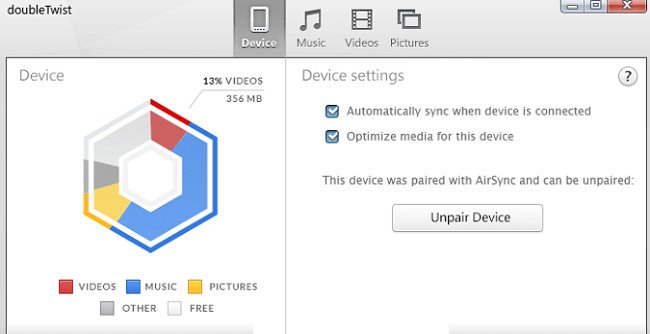 doubleTwist
Device
Music
Videos
Pictures
Device
13% VIDEOS
356 MB
VIDEOS
MUSIC
PICTURES
OTHER
FREE
Device settings
?
Automatically sync when device is connected
Optimize media for this device
This device was paired with AirSync and can be unpaired:
Unpair Device